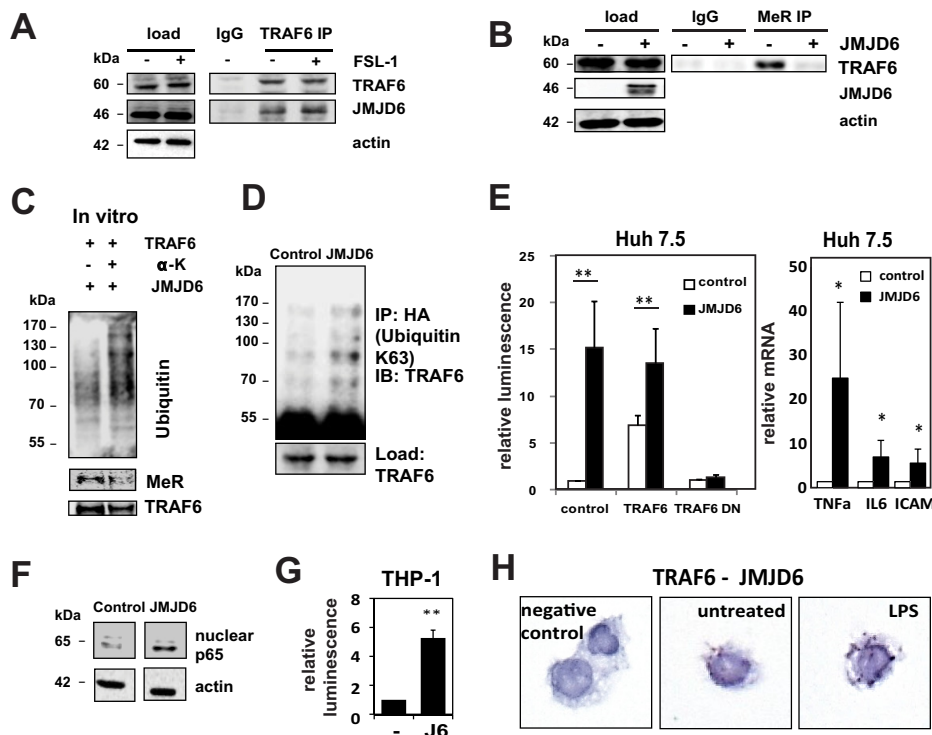 A
load IgG TRAF6 IP
kDa - + - - + FSL-1
60 TRAF6
46 JMJD6
42 actin
B
load IgG MeR IP
kDa - + - + - + JMJD6
60 TRAF6
46 JMJD6
42 actin
C
In vitro
+ + TRAF6
- + α-K
+ + JMJD6
kDa
170
130
100
70
55
Ubiquitin
MeR
TRAF6
D
Control JMJD6
kDa
170
130
100
70
55
IP: HA
(Ubiquitin
K63)
IB: TRAF6
Load:
TRAF6
E
Huh 7.5
relative luminescence
25
20
15
10
5
0
** **
control
JMJD6
control TRAF6 TRAF6 DN
Huh 7.5
relative mRNA
50
40
30
20
10
0
* * *
control
JMJD6
TNFa IL6 ICAM
F
Control JMJD6
kDa
65 nuclear
p65
42 actin
G
THP-1
relative
luminescence
8
6
4
2
0
**
- J6
H
TRAF6 - JMJD6
negative
control
untreated
LPS